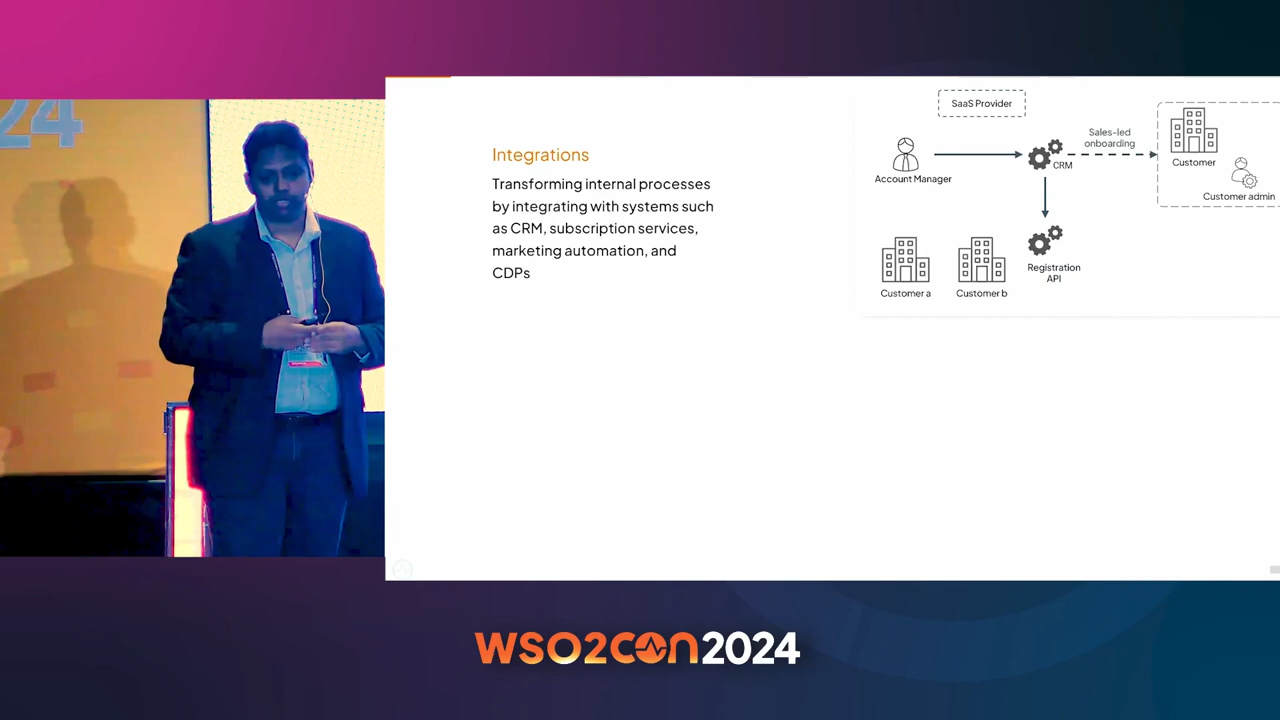 24
Integrations
Transforming internal processes
by integrating with systems such
as CRM, subscription services,
marketing automation, and
CDPs
SaaS Provider
Account Manager
CRM
Sales-led
onboarding
Customer
Customer admin
Customer a
Customer b
Registration
API
WSO2CON2024